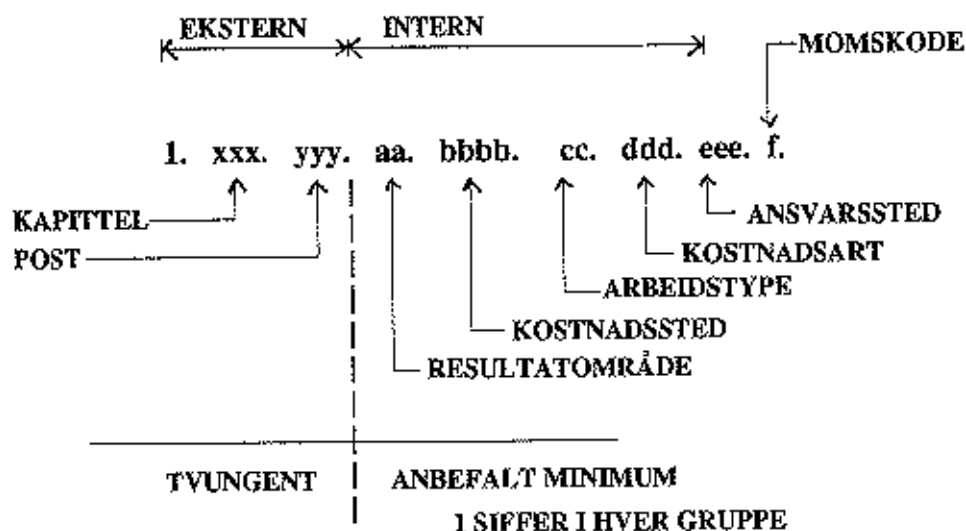 EKSTERN INTERN
MOMSKODE
1. xxx. yyy. aa. bbbb. cc. ddd. eee. f.
KAPITTEL ANSVARSSTED
POST KOSTNADSART
ARBEIDSTYPE
KOSTNADSSTED
RESULTATOMRÅDE
TVUNGENT ANBEFALT MINIMUM
1 SIFFER I HVER GRUPPE